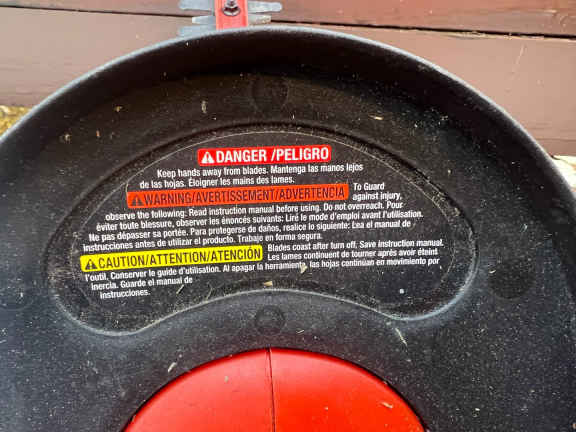 DANGER /PELIGRO
Keep hands away from blades. Mantenga las manos lejos
de las hojas. Éloigner les mains des lames.
WARNING/AVERTISSEMENT/ADVERTENCIA To Guard against injury,
observe the following: Read instruction manual before using. Do not overreach. Pour
éviter toute blessure, observer les énoncés suivants: Liré le mode d'emploi avant l'utilisation.
Ne pas dépasser sa portée. Para protegerse de daños, realice lo siguiente: Lea el manual de
instrucciones antes de utilizar el producto. Trabaje en forma segura.
CAUTION/ATTENTION/ATENCIÓN Blades coast after turn off. Save instruction manual.
Les lames continuent de tourner après avoir éteint
l'outil. Conserver le guide d'utilisation. Al apagar la herramienta, las hojas continúan en movimiento por
inercia. Guarde el manual de
instrucciones.